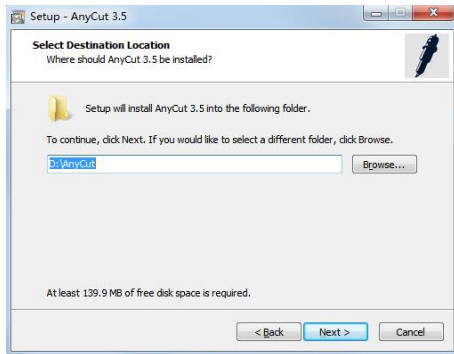 Setup - AnyCut 3.5
Select Destination Location
Where should AnyCut 3.5 be installed?
Setup will install AnyCut 3.5 into the following folder.
To continue, click Next. If you would like to select a different folder, click Browse.
D:\AnyCut
Browse...
At least 139.9 MB of free disk space is required.
< Back
Next >
Cancel